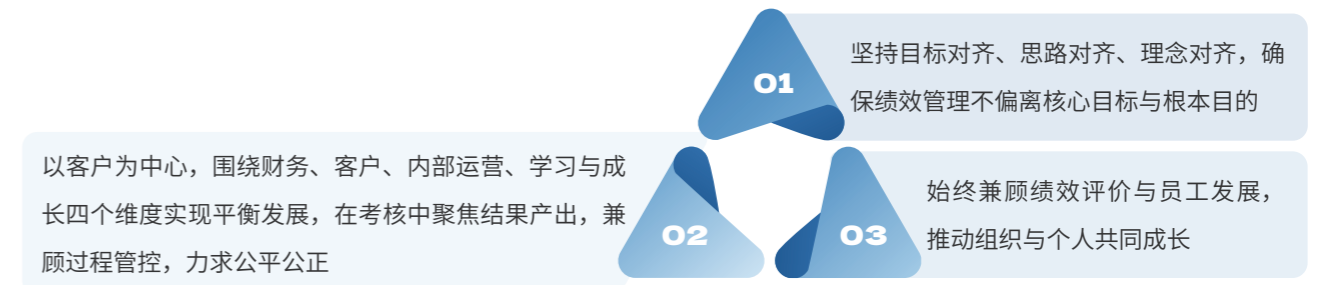 01
坚持目标对齐、思路对齐、理念对齐，确
保绩效管理不偏离核心目标与根本目的
以客户为中心，围绕财务、客户、内部运营、学习与成
长四个维度实现平衡发展，在考核中聚焦结果产出，兼
顾过程管控，力求公平公正
02
03
始终兼顾绩效评价与员工发展，
推动组织与个人共同成长